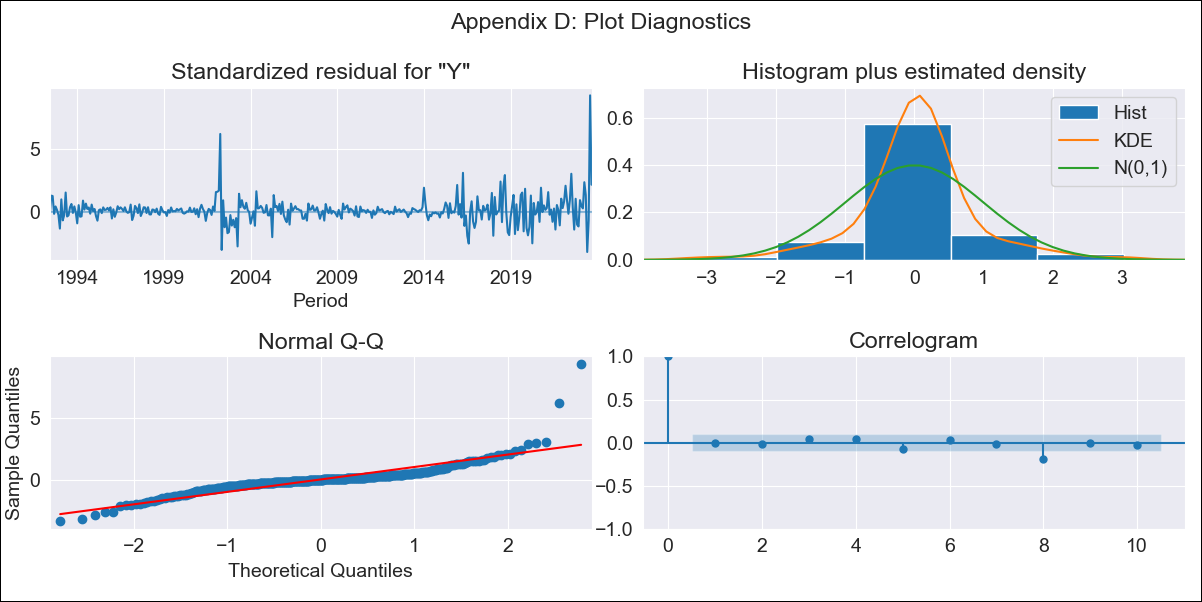 Appendix D: Plot Diagnostics
Standardized residual for "Y"
5
0
1994 1999 2004 2009 2014 2019
Period
Histogram plus estimated density
0.6
0.4
0.2
0.0
−3 −2 −1 0 1 2 3
Hist
KDE
N(0,1)
Normal Q-Q
Sample Quantiles
5
0
−2 −1 0 1 2
Theoretical Quantiles
Correlogram
1.0
0.5
0.0
−0.5
−1.0
0 2 4 6 8 10